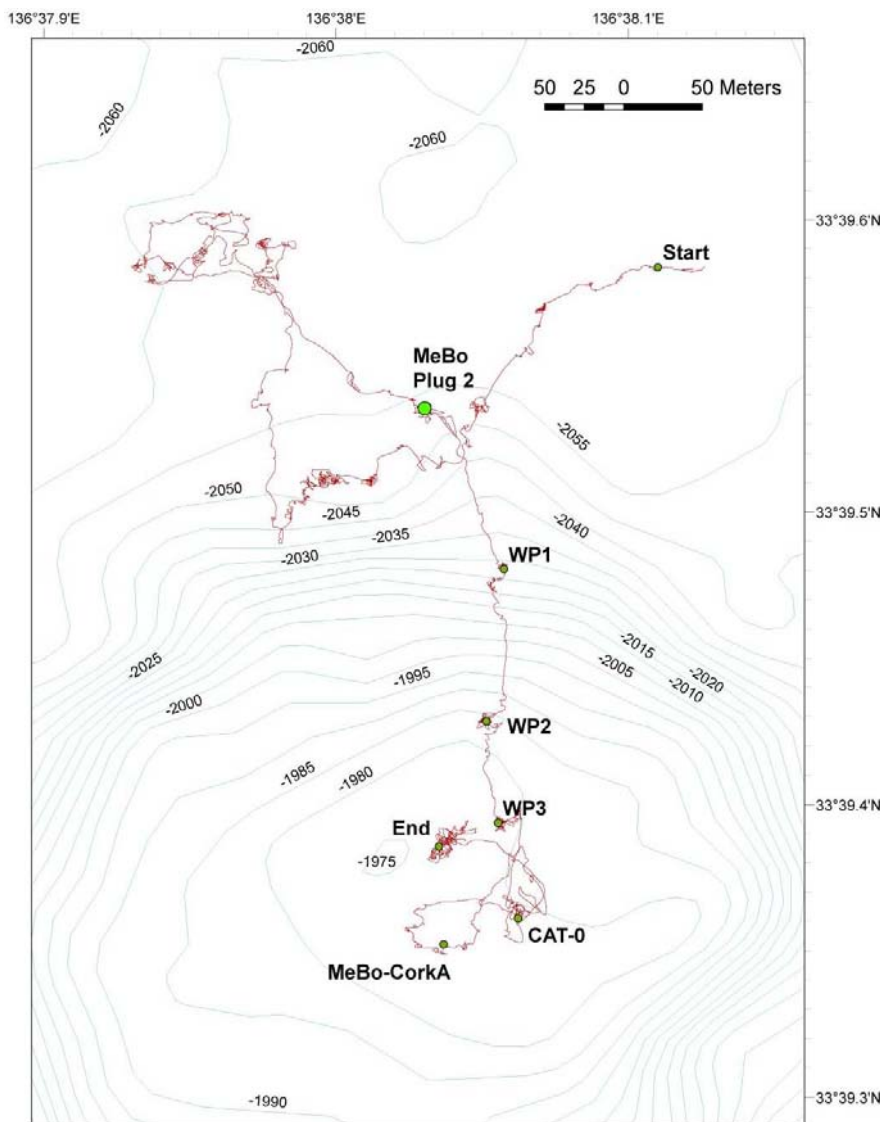 136°37.9'E
136°38'E
136°38.1'E
-2060
50 25 0 50 Meters
-2060
-2060
33°39.6'N
Start
MeBo
Plug 2
-2055
-2050
-2045
-2040
33°39.5'N
-2035
-2030
WP1
-2015
-2025
-2020
-2005
-1995
-2010
-2000
WP2
-1985
-1980
WP3
33°39.4'N
End
-1975
CAT-0
MeBo-CorkA
-1990
33°39.3'N